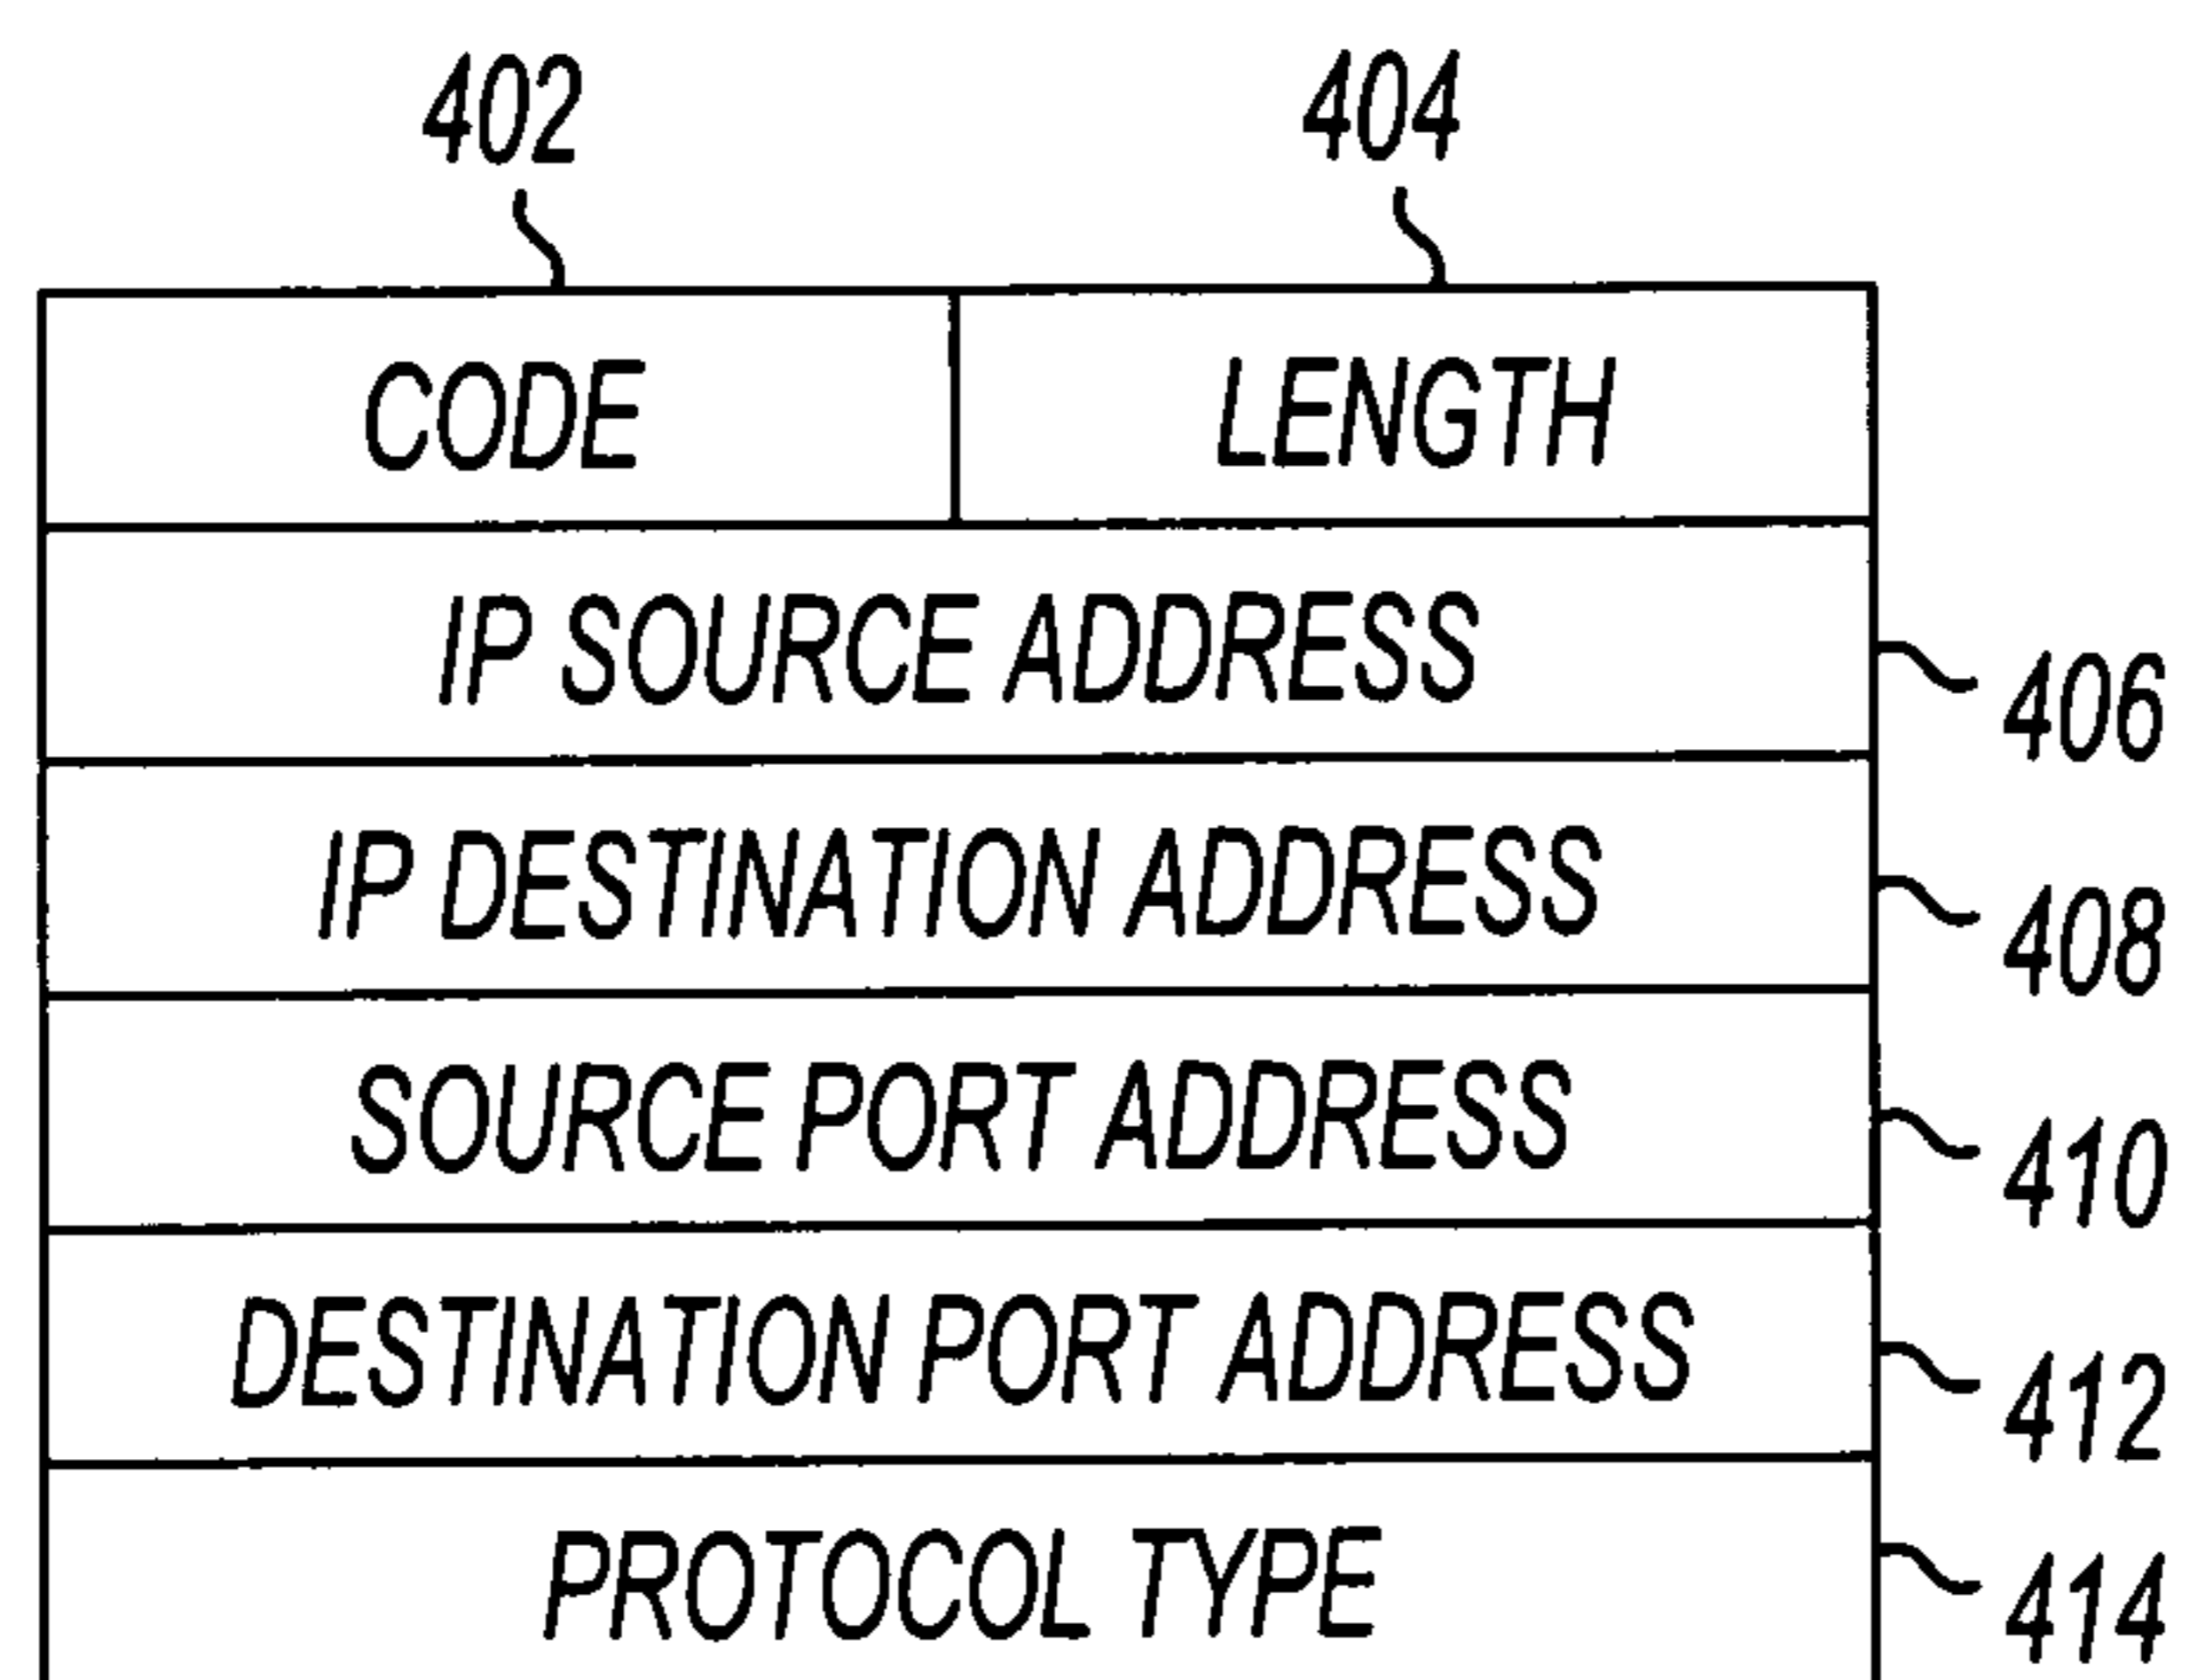 402 404
CODE LENGTH
IP SOURCE ADDRESS
406
IP DESTINATION ADDRESS
408
SOURCE PORT ADDRESS
410
DESTINATION PORT ADDRESS
412
PROTOCOL TYPE
414